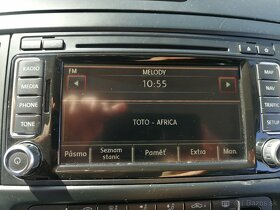 RADIO
MEDIA
PHONE
TONE
FM
MELODY
10:55
TOTO - AFRICA
Pásmo
Seznam stanic
Paměť
Extra
Man.
NAV
NAV
TRAFFIC
SETUP
bazos.sk